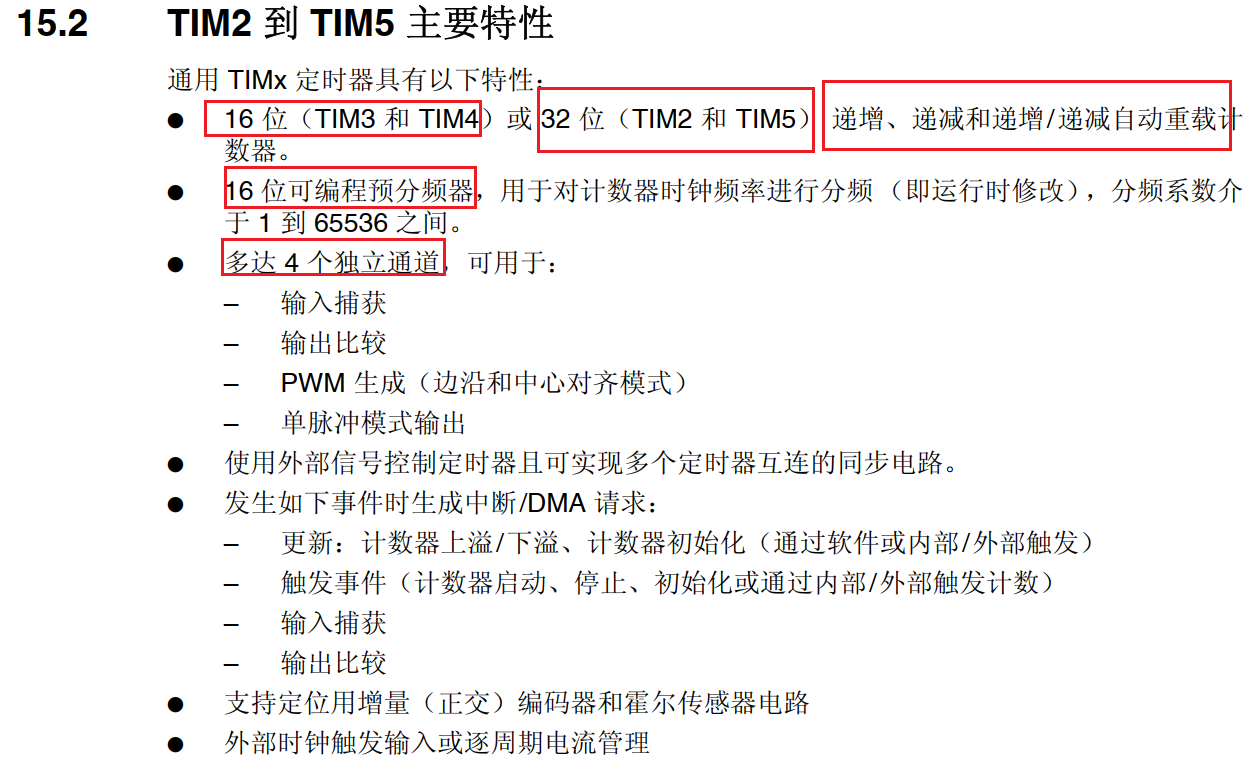 15.2 TIM2 到 TIM5 主要特性
通用 TIMx 定时器具有以下特性：
● 16 位（TIM3 和 TIM4）或 32 位（TIM2 和 TIM5） 递增、递减和递增/递减自动重载计
数器。
● 16 位可编程预分频器，用于对计数器时钟频率进行分频（即运行时修改），分频系数介
于 1 到 65536 之间。
● 多达 4 个独立通道，可用于：
– 输入捕获
– 输出比较
– PWM 生成（边沿和中心对齐模式）
– 单脉冲模式输出
● 使用外部信号控制定时器且可实现多个定时器互连的同步电路。
● 发生如下事件时生成中断/DMA 请求：
– 更新：计数器上溢/下溢、计数器初始化（通过软件或内部/外部触发）
– 触发事件（计数器启动、停止、初始化或通过内部/外部触发计数）
– 输入捕获
– 输出比较
● 支持定位用增量（正交）编码器和霍尔传感器电路
● 外部时钟触发输入或逐周期电流管理